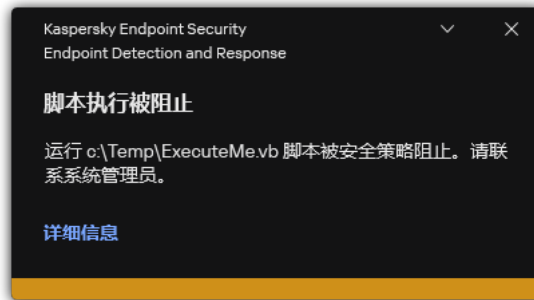 Kaspersky Endpoint Security
Endpoint Detection and Response
脚本执行被阻止
运行 c:\Temp\ExecuteMe.vb 脚本被安全策略阻止。请联
系系统管理员。
详细信息